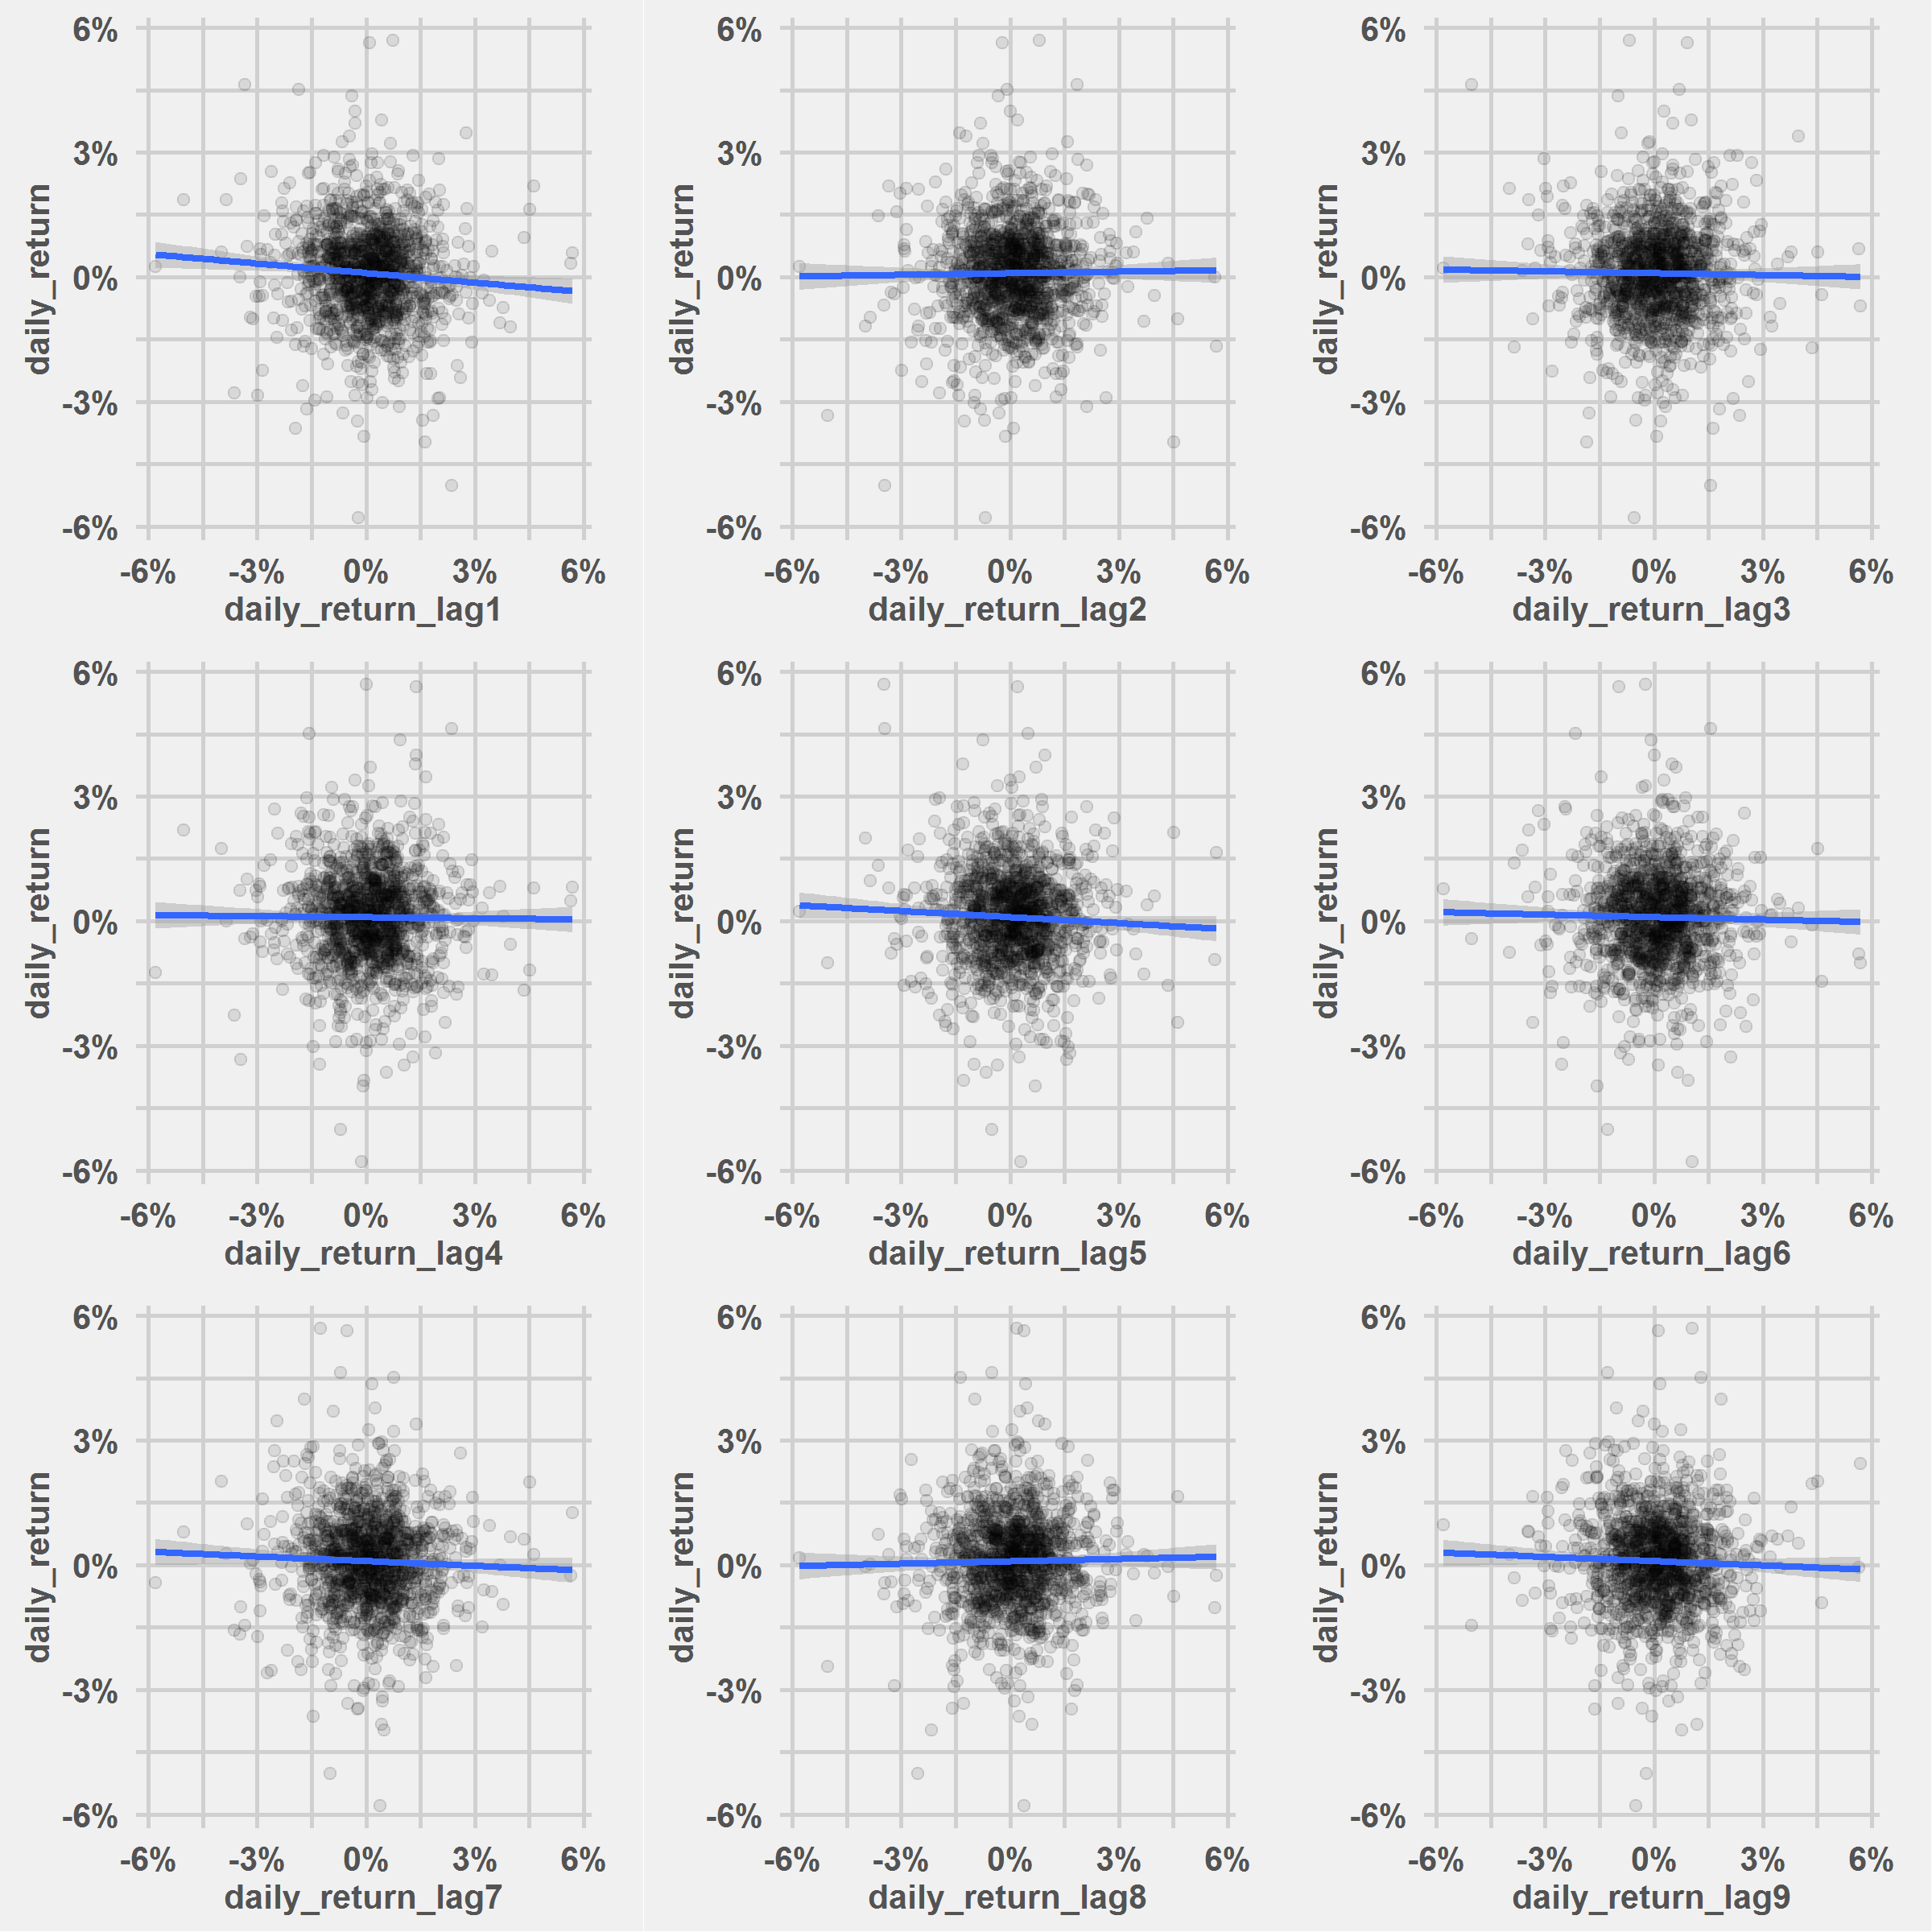 6%
3%
0%
-3%
-6%
daily_return
-6% -3% 0% 3% 6%
daily_return_lag1
6%
3%
0%
-3%
-6%
daily_return
-6% -3% 0% 3% 6%
daily_return_lag2
6%
3%
0%
-3%
-6%
daily_return
-6% -3% 0% 3% 6%
daily_return_lag3
6%
3%
0%
-3%
-6%
daily_return
-6% -3% 0% 3% 6%
daily_return_lag4
6%
3%
0%
-3%
-6%
daily_return
-6% -3% 0% 3% 6%
daily_return_lag5
6%
3%
0%
-3%
-6%
daily_return
-6% -3% 0% 3% 6%
daily_return_lag6
6%
3%
0%
-3%
-6%
daily_return
-6% -3% 0% 3% 6%
daily_return_lag7
6%
3%
0%
-3%
-6%
daily_return
-6% -3% 0% 3% 6%
daily_return_lag8
6%
3%
0%
-3%
-6%
daily_return
-6% -3% 0% 3% 6%
daily_return_lag9